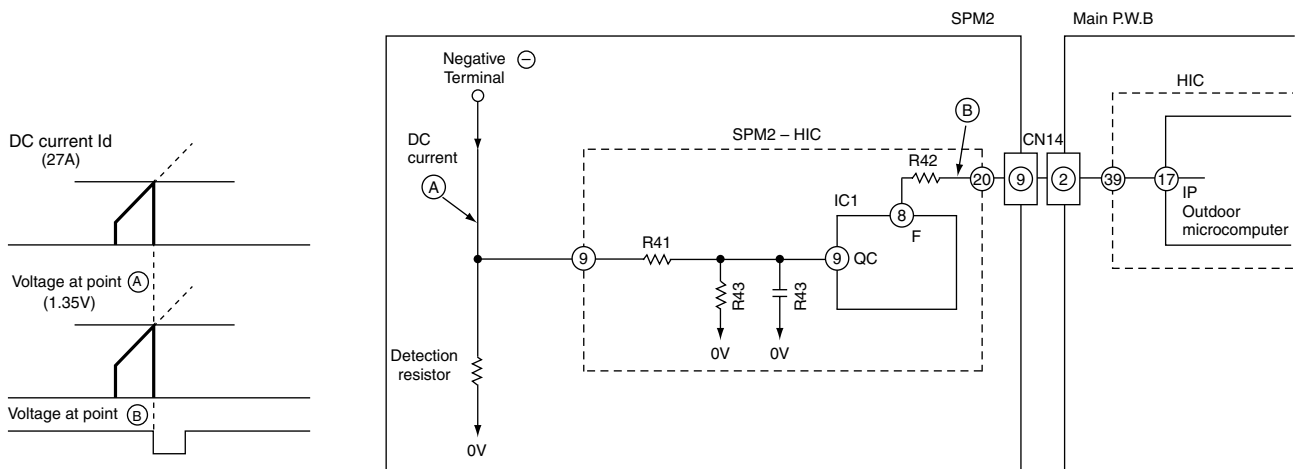 SPM2
Main P.W.B
Negative ⊖
Terminal
HIC
DC current Id
(27A)
DC
current
Ⓐ
SPM2 – HIC
Ⓑ
CN14
R42
20
9
2
39
17
IP
Outdoor
microcomputer
IC1
8
F
9
R41
9
QC
R43
R43
0V
0V
Voltage at point Ⓐ
(1.35V)
Detection
resistor
0V
Voltage at point Ⓑ